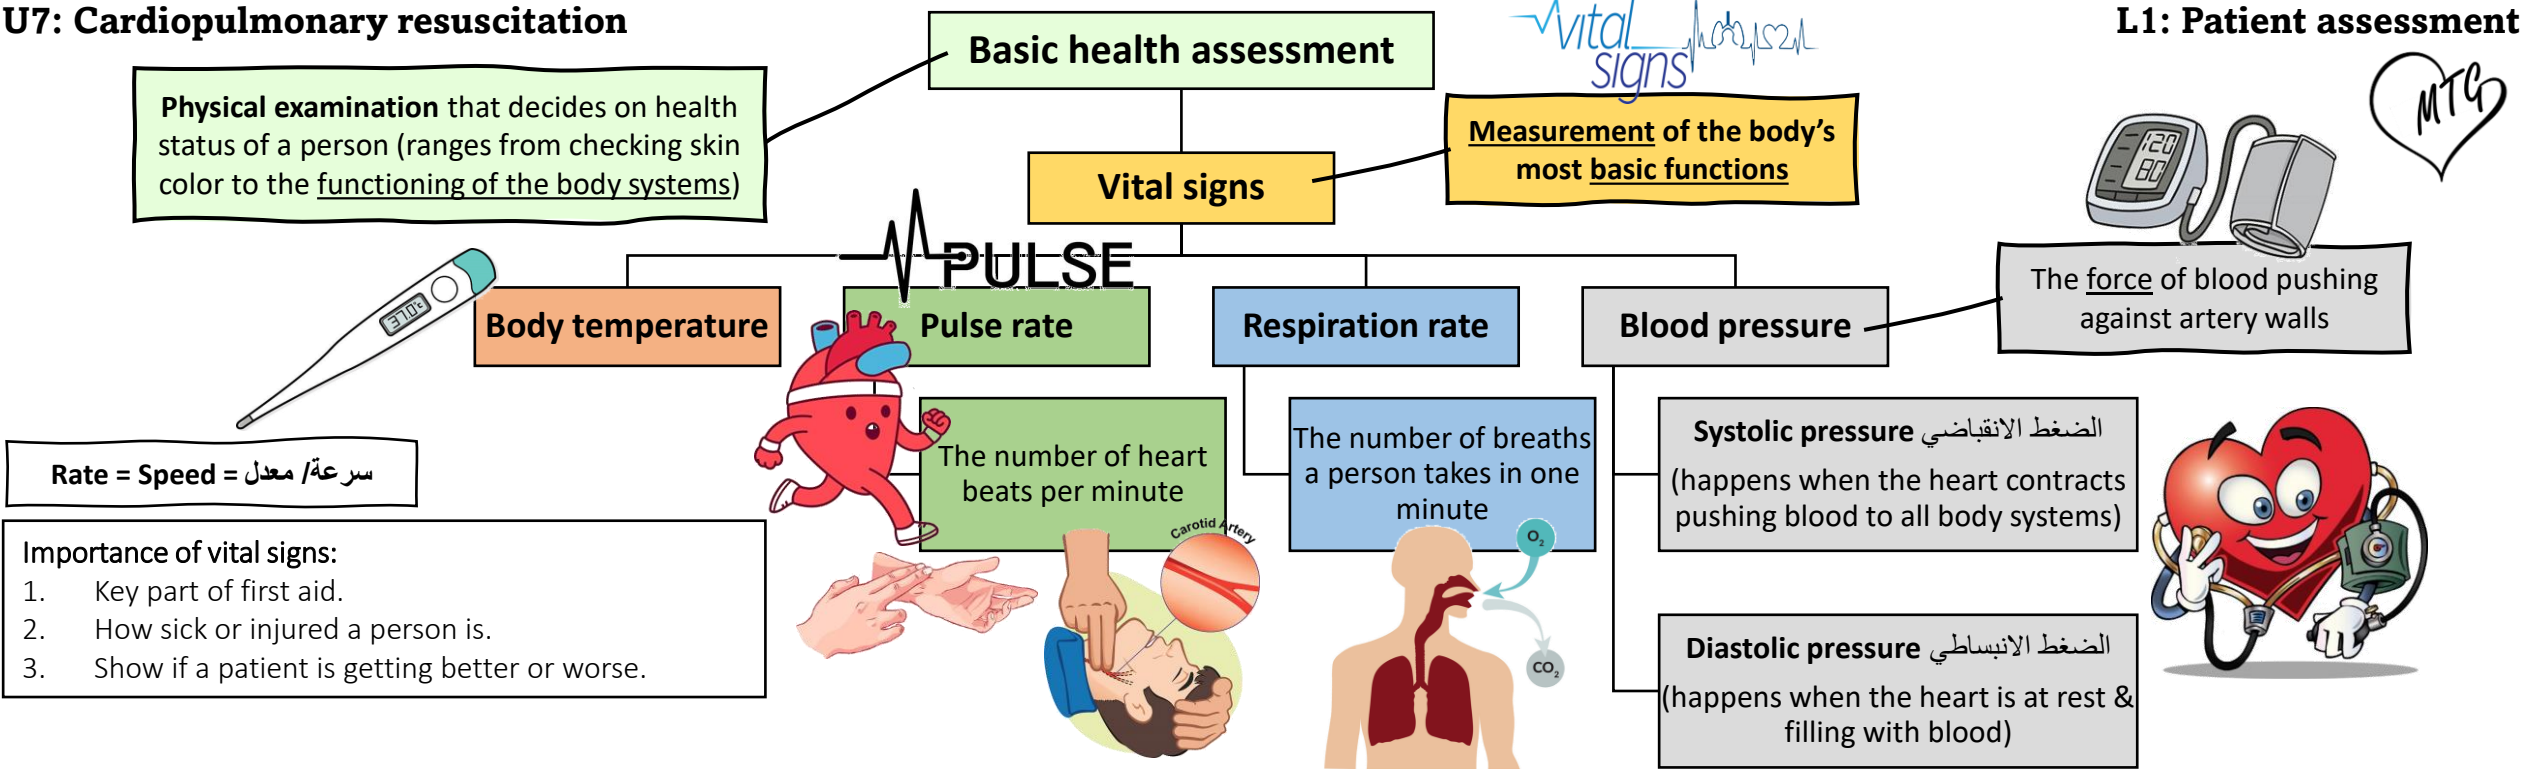 U7: Cardiopulmonary resuscitation
L1: Patient assessment
Basic health assessment
vital
signs
MTG
Physical examination that decides on health
status of a person (ranges from checking skin
color to the functioning of the body systems)
Measurement of the body's
most basic functions
Vital signs
120
80
PULSE
The force of blood pushing
against artery walls
37.0°c
Body temperature
Pulse rate
Respiration rate
Blood pressure
Rate = Speed = سرعة/ معدل
The number of heart
beats per minute
The number of breaths
a person takes in one
minute
Systolic pressure الضغط الانقباضي
(happens when the heart contracts
pushing blood to all body systems)
Importance of vital signs:
1. Key part of first aid.
2. How sick or injured a person is.
3. Show if a patient is getting better or worse.
Carotid Artery
O2
CO2
Diastolic pressure الضغط الانبساطي
(happens when the heart is at rest &
filling with blood)